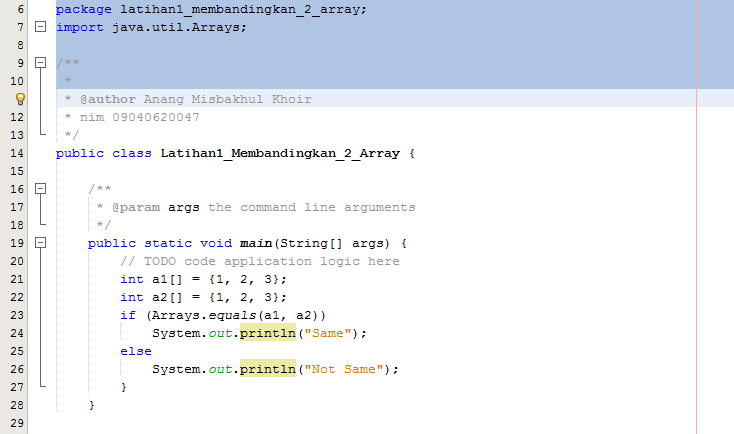 6 package latihan1_membandingkan_2_array;
7 import java.util.Arrays;
8
9 /**
10 *
* @author Anang Misbakhul Khoir
12 * nim 09040620047
13 */
14 public class Latihan1_Membandingkan_2_Array {
15
16 /**
17 * @param args the command line arguments
18 */
19 public static void main(String[] args) {
20 // TODO code application logic here
21 int a1[] = {1, 2, 3};
22 int a2[] = {1, 2, 3};
23 if (Arrays.equals(a1, a2))
24 System.out.println("Same");
25 else
26 System.out.println("Not Same");
27 }
28 }
29